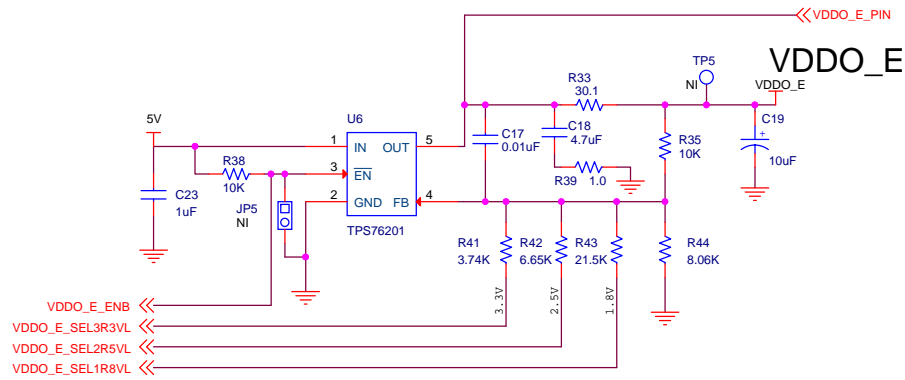 VDDO_E_PIN
VDDO_E
TP5
NI
VDDO_E
R33
30.1
5V
U6
C17
0.01uF
C18
4.7uF
R35
10K
C19
+
10uF
1
IN
OUT
5
R38
10K
3
EN
R39
1.0
C23
1uF
JP5
NI
2
GND
FB
4
TPS76201
R41
3.74K
R42
6.65K
R43
21.5K
R44
8.06K
3.3V
2.5V
1.8V
VDDO_E_ENB
VDDO_E_SEL3R3VL
VDDO_E_SEL2R5VL
VDDO_E_SEL1R8VL